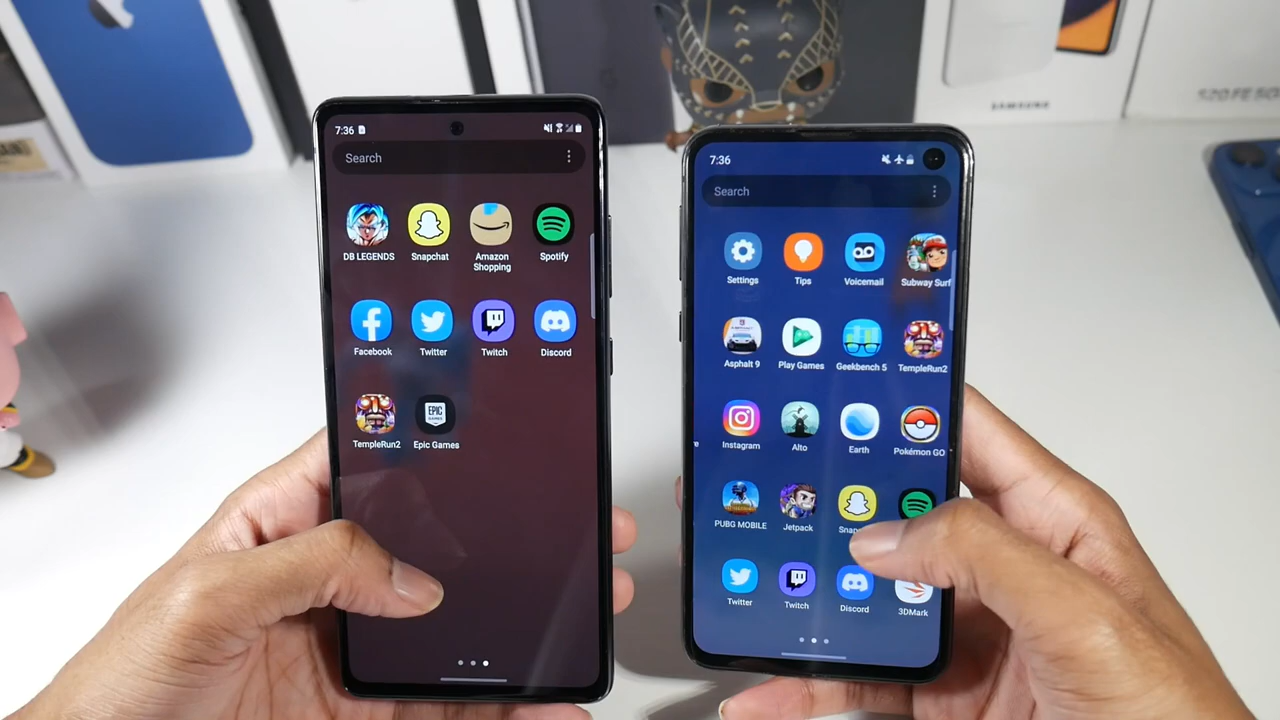 SAMSUNG
S20 FE 5G
7:36
Search
DB LEGENDS
Snapchat
Amazon
Shopping
Spotify
Facebook
Twitter
Twitch
Discord
TempleRun2
EPIC
GAMES
Epic Games
7:36
Search
Settings
Tips
Voicemail
Subway Surf
Asphalt 9
Play Games
Geekbench 5
TempleRun2
Instagram
Alto
Earth
Pokémon GO
PUBG MOBILE
Jetpack
Snap
Twitter
Twitch
Discord
3DMark